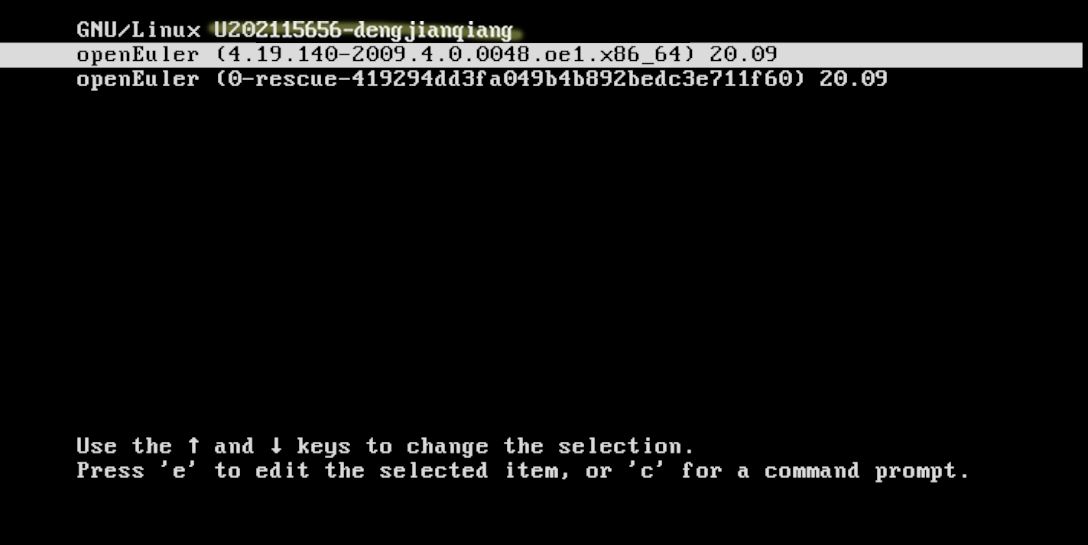 GNU/Linux U202115656-dengjianqiang
openEuler (4.19.140-2009.4.0.0048.oe1.x86_64) 20.09
openEuler (0-rescue-419294dd3fa049b4b892bedc3e711f60) 20.09
Use the ↑ and ↓ keys to change the selection.
Press 'e' to edit the selected item, or 'c' for a command prompt.